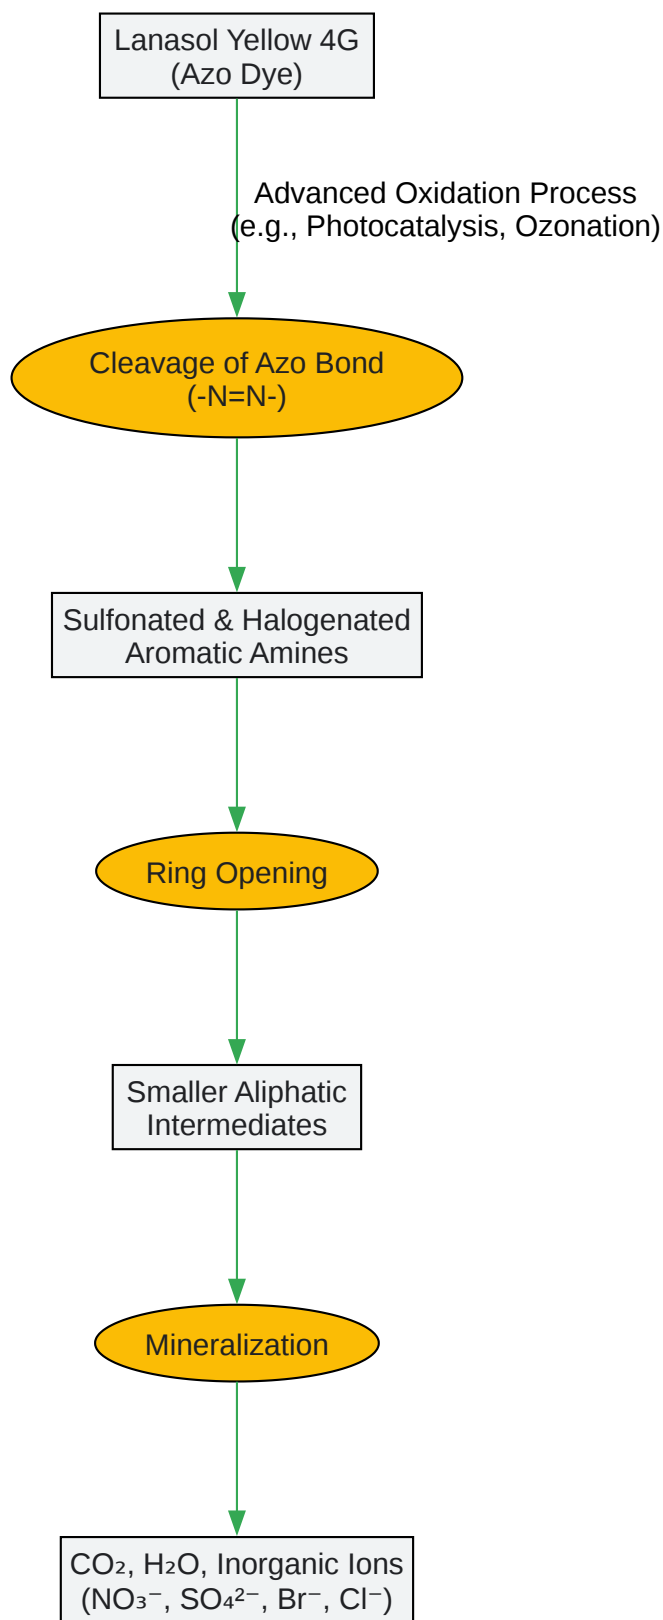 Lanasol Yellow 4G
(Azo Dye)
Advanced Oxidation Process
(e.g., Photocatalysis, Ozonation)
Cleavage of Azo Bond
(-N=N-)
Sulfonated & Halogenated
Aromatic Amines
Ring Opening
Smaller Aliphatic
Intermediates
Mineralization
CO₂, H₂O, Inorganic Ions
(NO₃⁻, SO₄²⁻, Br⁻, Cl⁻)